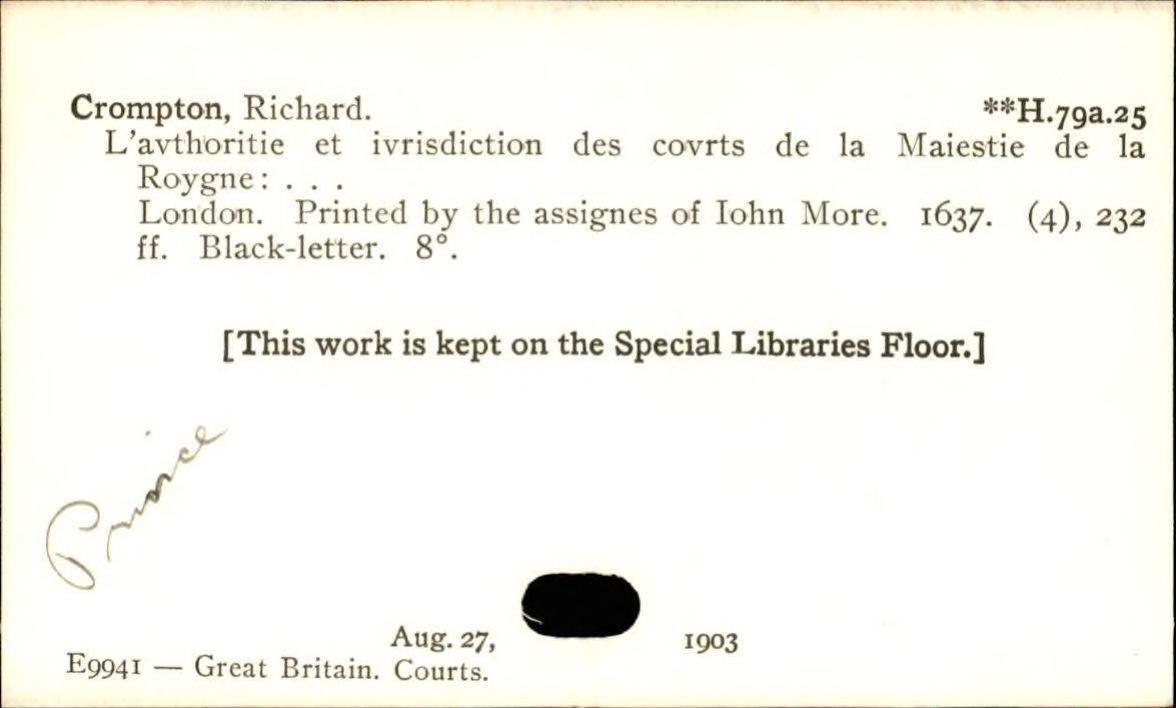 Crompton, Richard. **H.79a.25
L'avthoritie et ivrisdiction des covrts de la Maiestie de la
Roygne: . . .
London. Printed by the assignes of Iohn More. 1637. (4), 232
ff. Black-letter. 8°.
[This work is kept on the Special Libraries Floor.]
Prince
Aug. 27, 1903
E9941 — Great Britain. Courts.